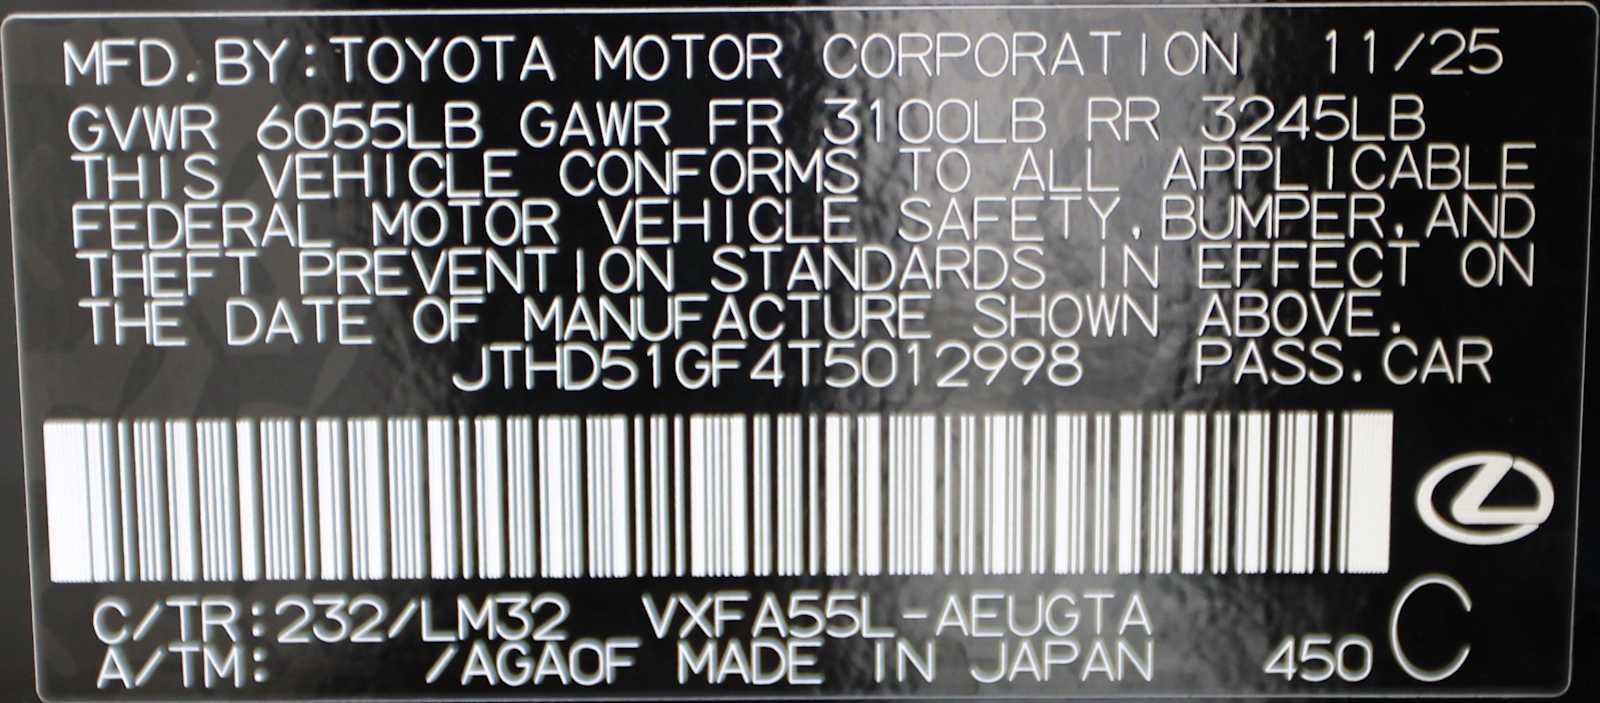 MFD. BY: TOYOTA MOTOR CORPORATION 11/25
GVWR 6055LB GAWR FR 3100LB RR 3245LB
THIS VEHICLE CONFORMS TO ALL APPLICABLE
FEDERAL MOTOR VEHICLE SAFETY, BUMPER, AND
THEFT PREVENTION STANDARDS IN EFFECT ON
THE DATE OF MANUFACTURE SHOWN ABOVE.
JTHD51GF4T5012998 PASS. CAR
C/TR: 232/LM32 VXFA55L-AEUGTA
A/TM: /AGA0F MADE IN JAPAN 450 C